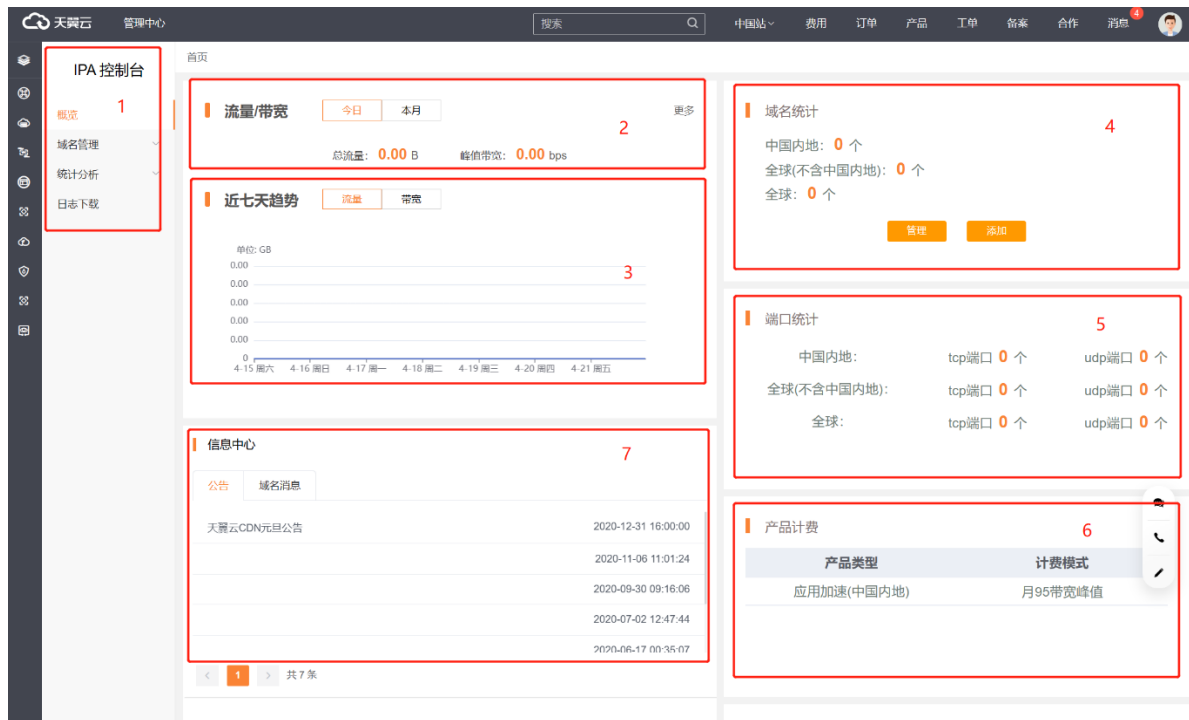 天翼云 管理中心 搜索 中国站 费用 订单 产品 工单 备案 合作 消息 4
IPA 控制台
1
概览
域名管理
统计分析
日志下载
首页
流量/带宽 今日 本月 更多
2
总流量: 0.00 B 峰值带宽: 0.00 bps
近七天趋势 流量 带宽
单位: GB
3
0.00
0.00
0.00
0.00
0.00
0
4-15 周六 4-16 周日 4-17 周一 4-18 周二 4-19 周三 4-20 周四 4-21 周五
信息中心
7
公告 域名消息
天翼云CDN元旦公告 2020-12-31 16:00:00
2020-11-06 11:01:24
2020-09-30 09:16:06
2020-07-02 12:47:44
2020-06-17 00:35:07
1 共 7 条
域名统计
4
中国内地: 0 个
全球(不含中国内地): 0 个
全球: 0 个
管理 添加
端口统计
5
中国内地: tcp端口 0 个 udp端口 0 个
全球(不含中国内地): tcp端口 0 个 udp端口 0 个
全球: tcp端口 0 个 udp端口 0 个
产品计费
6
产品类型 计费模式
应用加速(中国内地) 月95带宽峰值